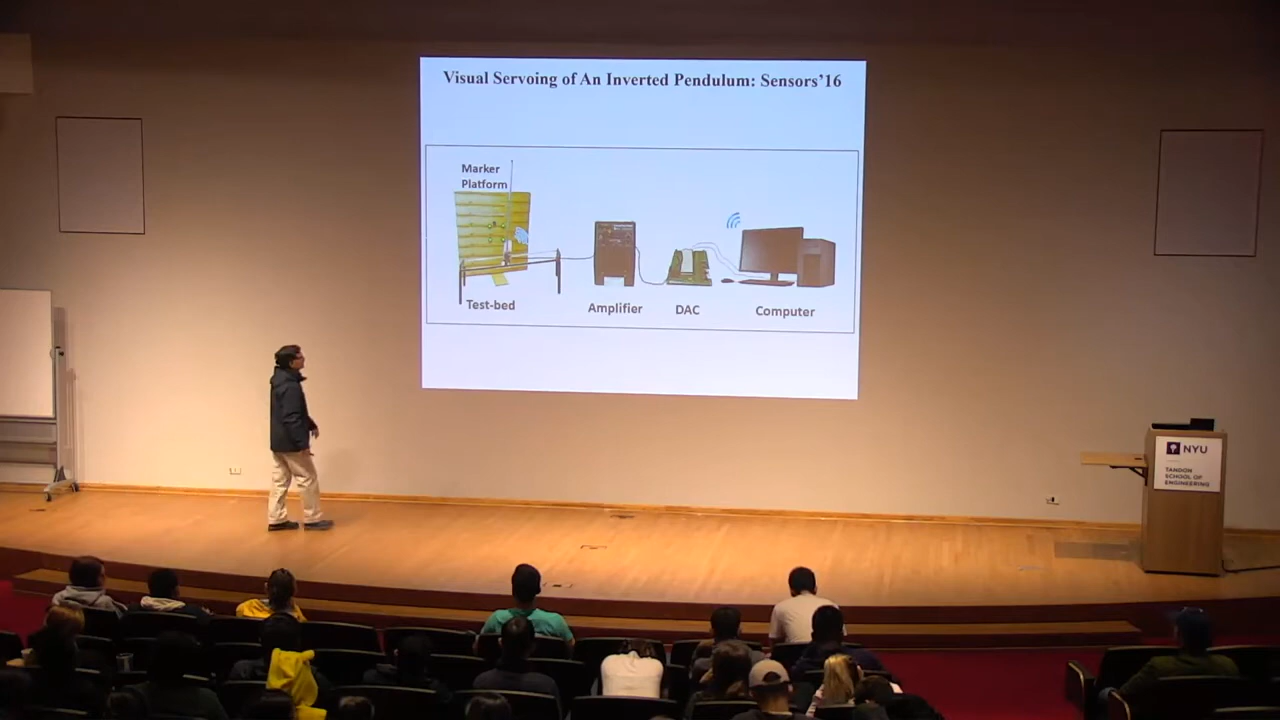 Visual Servoing of An Inverted Pendulum: Sensors'16
Marker
Platform
Test-bed
Amplifier
DAC
Computer
NYU
TANDON
SCHOOL OF
ENGINEERING